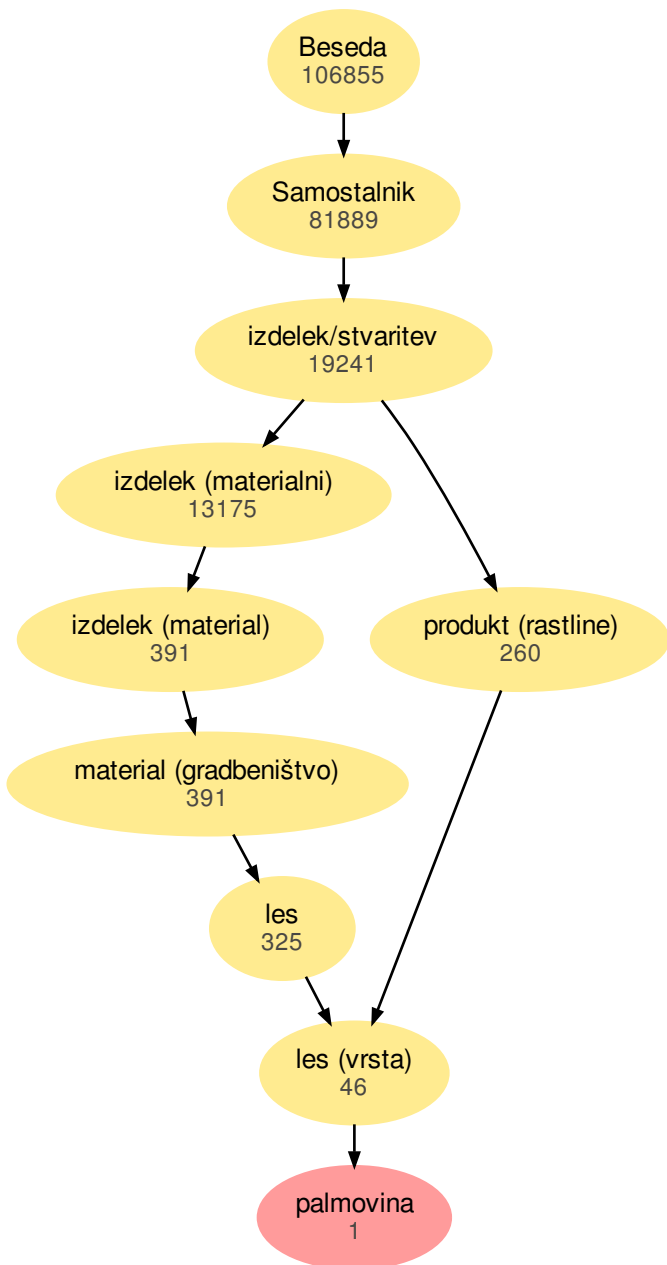 Beseda
106855
Samostalnik
81889
izdelek/stvaritev
19241
izdelek (materialni)
13175
izdelek (material)
391
produkt (rastline)
260
material (gradbeništvo)
391
les
325
les (vrsta)
46
palmovina
1